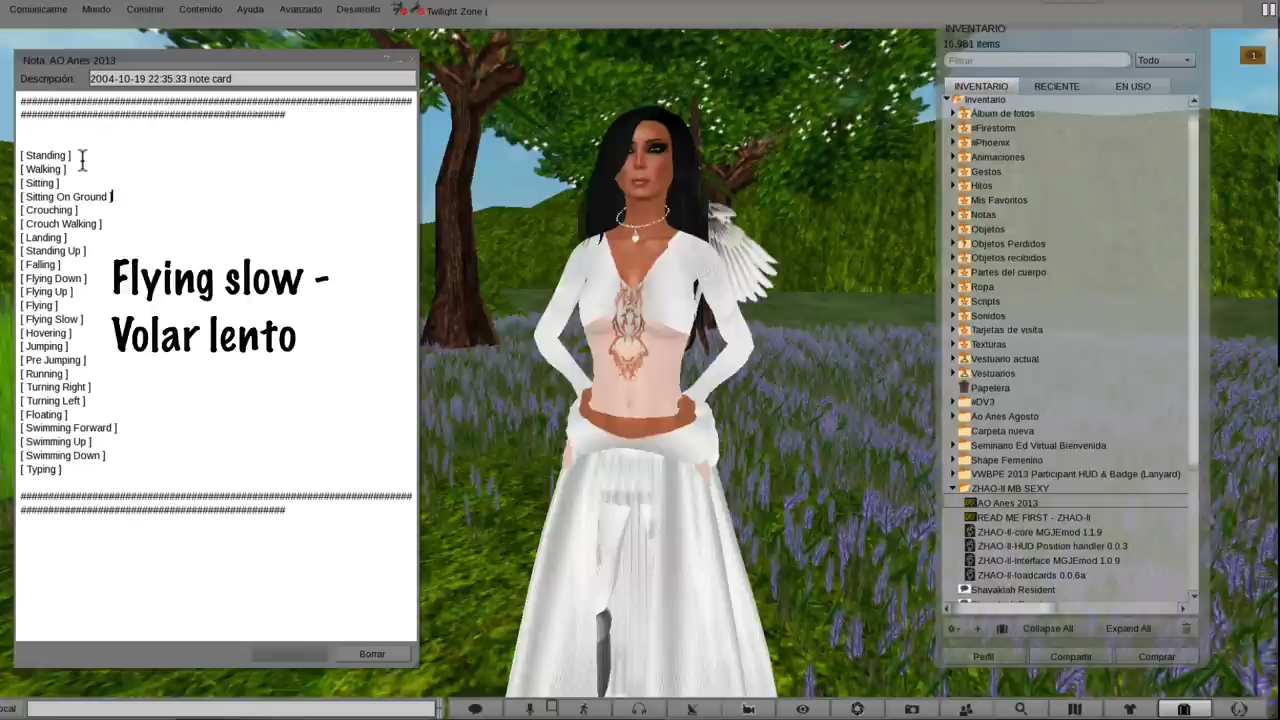 Comunicarme Mundo Construir Contenido Ayuda Avanzado Desarrollo Twilight Zone (
Nota: AO Anes 2013
Descripción: 2004-10-19 22:35:33 note card
[ Standing ]
[ Walking ]
[ Sitting ]
[ Sitting On Ground ]
[ Crouching ]
[ Crouch Walking ]
[ Landing ]
[ Standing Up ]
[ Falling ]
[ Flying Down ]
[ Flying Up ]
[ Flying ]
[ Flying Slow ]
[ Hovering ]
[ Jumping ]
[ Pre Jumping ]
[ Running ]
[ Turning Right ]
[ Turning Left ]
[ Floating ]
[ Swimming Forward ]
[ Swimming Up ]
[ Swimming Down ]
[ Typing ]
Borrar
Flying slow -
Volar lento
INVENTARIO
16.981 items
Filtrar Todo
INVENTARIO RECIENTE EN USO
Inventario
Álbum de fotos
#Firestorm
#Phoenix
Animaciones
Gestos
Hitos
Mis Favoritos
Notas
Objetos
Objetos Perdidos
Objetos recibidos
Partes del cuerpo
Ropa
Scripts
Sonidos
Tarjetas de visita
Texturas
Vestuario actual
Vestuarios
Papelera
#DV3
Ao Anes Agosto
Carpeta nueva
Seminario Ed Virtual Bienvenida
Shape Femenino
VWBPE 2013 Participant HUD & Badge (Lanyard)
ZHAO-II MB SEXY
AO Anes 2013
READ ME FIRST - ZHAO-II
ZHAO-II-core MGJEmod 1.1.9
ZHAO-II-HUD Position handler 0.0.3
ZHAO-II-interface MGJEmod 1.0.9
ZHAO-II-loadcards 0.0.6a
Shavakiah Resident
Collapse All Expand All
Perfil Compartir Comprar
1